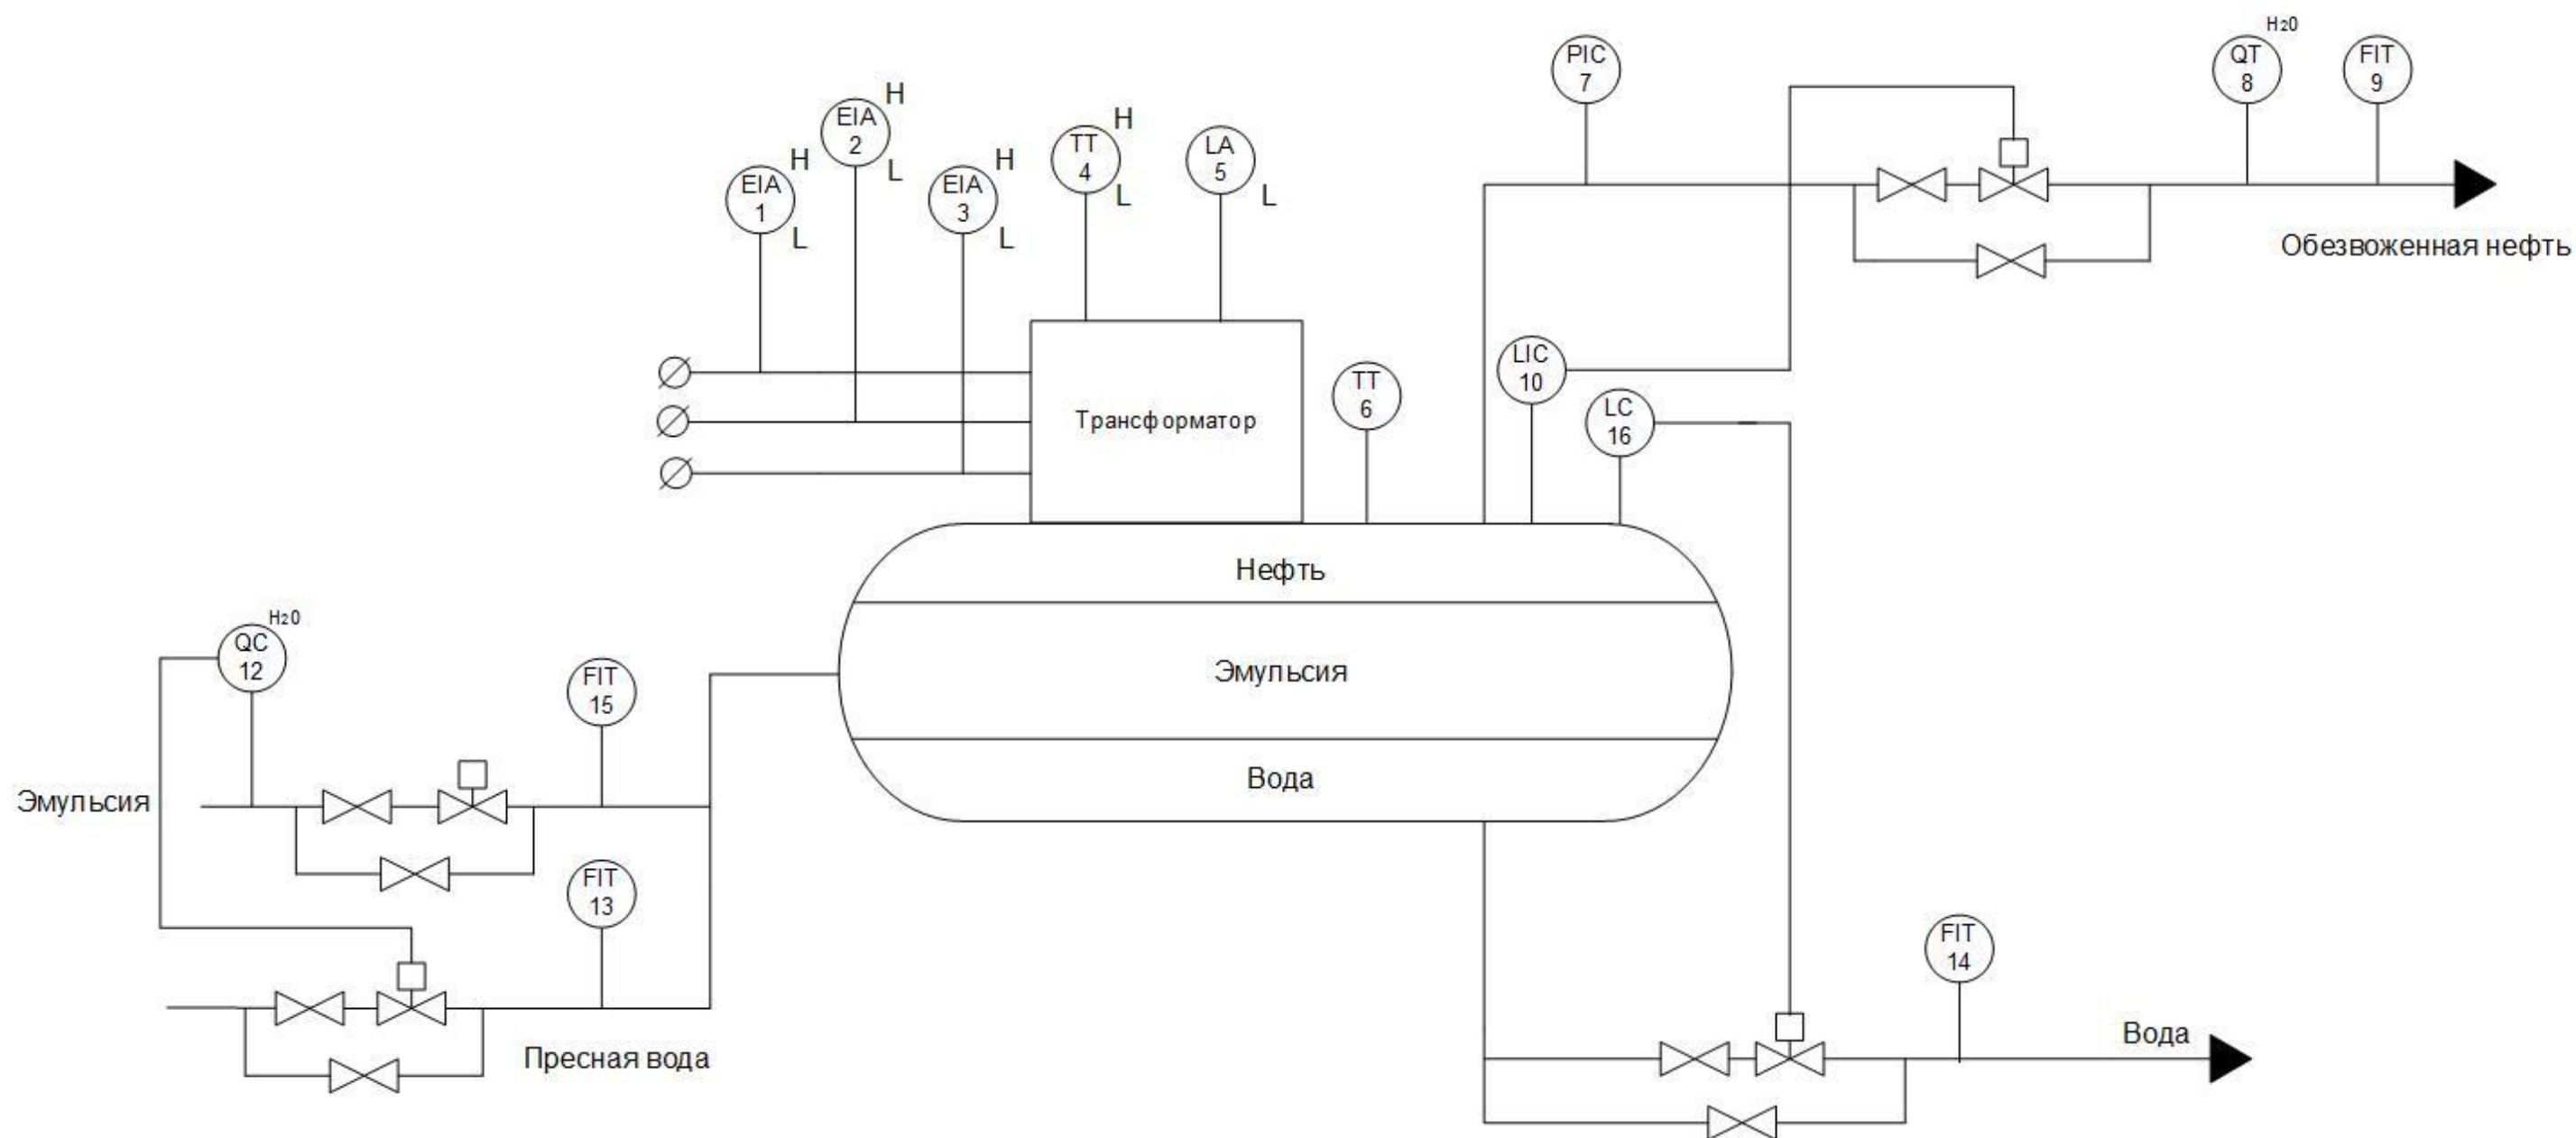 H20
PIC
7
QT
8
FIT
9
H
EIA
2
L
H
TT
4
L
LA
5
L
H
EIA
1
L
H
EIA
3
L
Обезвоженная нефть
LIC
10
TT
6
LC
16
Трансформатор
Нефть
Эмульсия
Вода
H20
QC
12
FIT
15
Эмульсия
FIT
13
Пресная вода
FIT
14
Вода